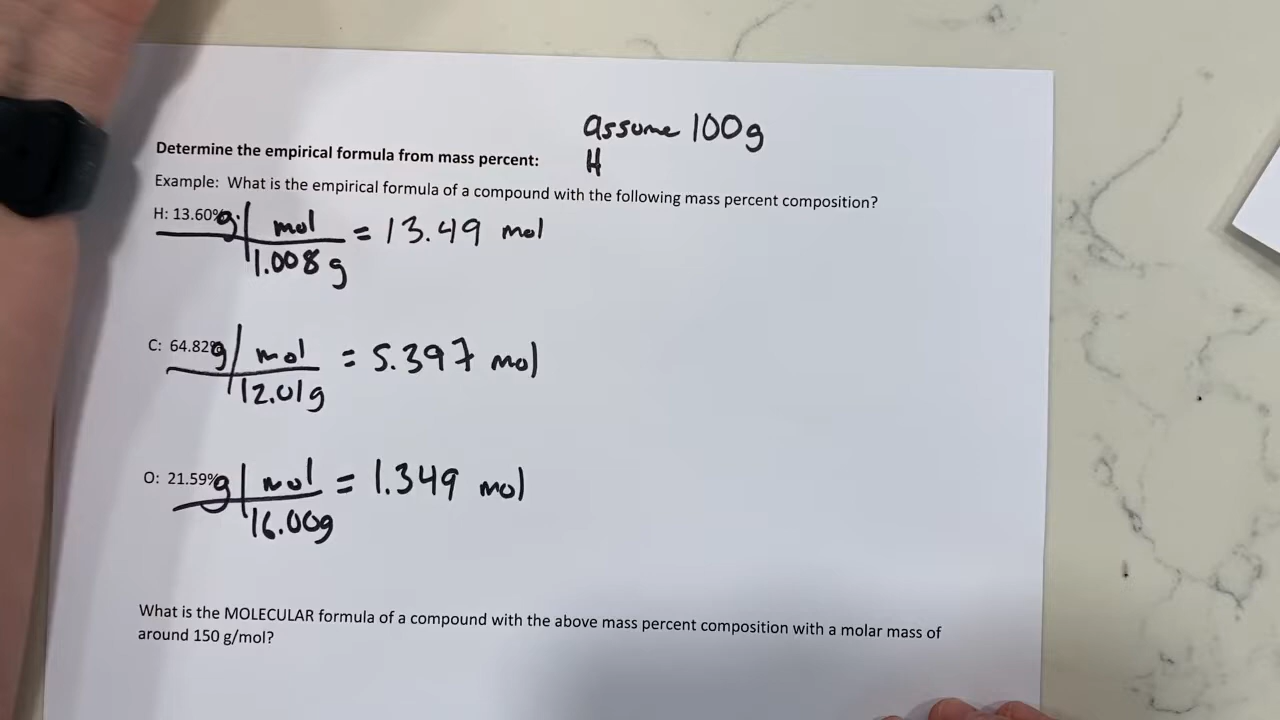 assume 100g
Determine the empirical formula from mass percent:
H
Example: What is the empirical formula of a compound with the following mass percent composition?
H: 13.60% g | mol = 13.49 mol
1.008 g
C: 64.82 g | mol = 5.397 mol
12.01g
O: 21.59% g | mol = 1.349 mol
16.00g
What is the MOLECULAR formula of a compound with the above mass percent composition with a molar mass of
around 150 g/mol?